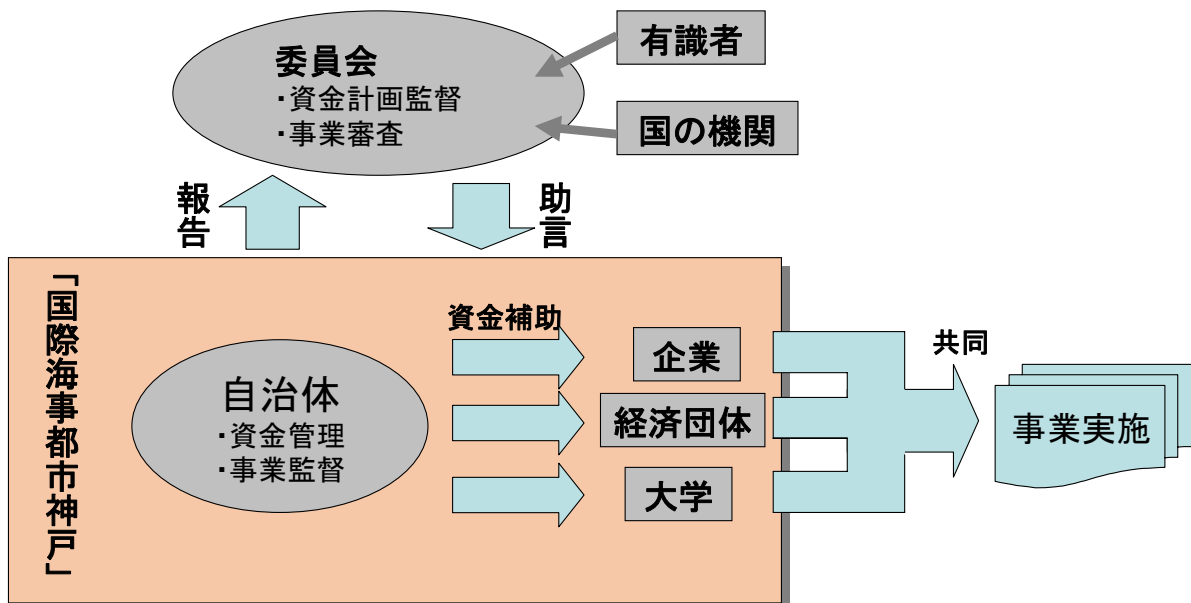 有識者
委員会
・資金計画監督
・事業審査
国の機関
報告
助言
「国際海事都市神戸」
資金補助
企業
共同
自治体
・資金管理
・事業監督
経済団体
事業実施
大学